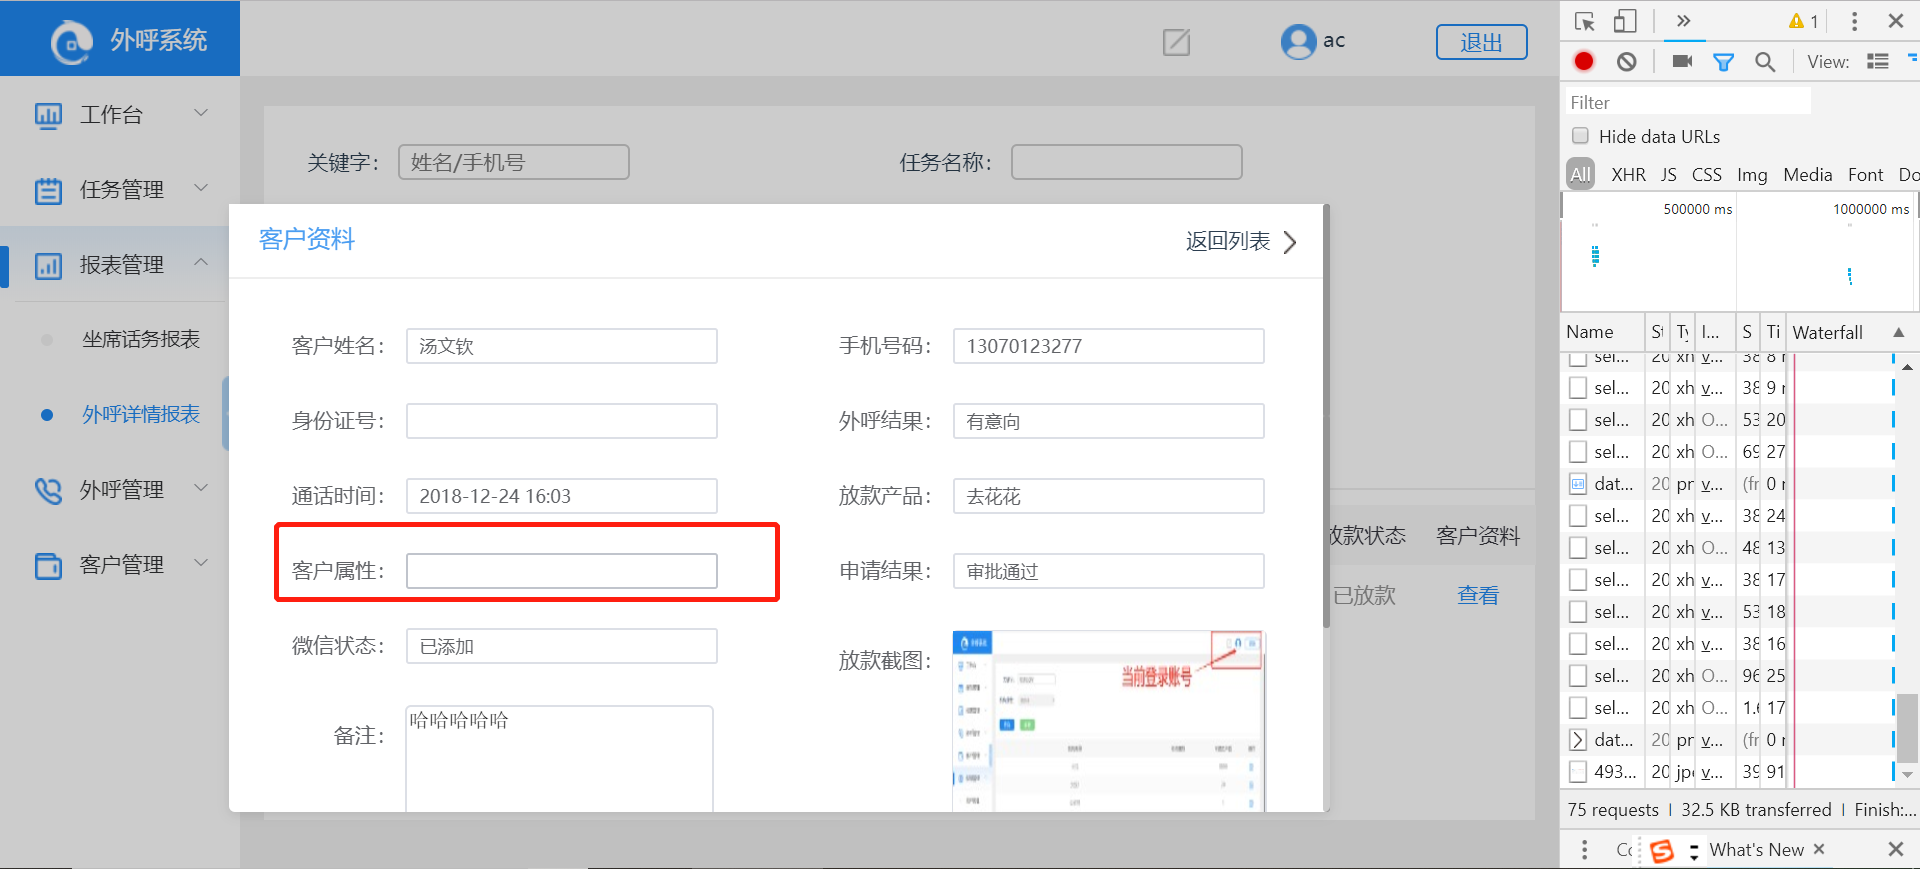 外呼系统
ac
退出
工作台
任务管理
报表管理
坐席话务报表
外呼详情报表
外呼管理
客户管理
关键字：
姓名/手机号
任务名称：
客户资料
返回列表
客户姓名：
汤文钦
手机号码：
13070123277
身份证号：
外呼结果：
有意向
通话时间：
2018-12-24 16:03
放款产品：
去花花
客户属性：
申请结果：
审批通过
微信状态：
已添加
放款截图：
当前登录账号
备注：
哈哈哈哈哈
放款状态
客户资料
已放款
查看
1
View:
Filter
Hide data URLs
All XHR JS CSS Img Media Font Do
500000 ms
1000000 ms
Name
I...
S
Ti
Waterfall
sel... 20 xh v... 38 8
sel... 20 xh v... 38 9
sel... 20 xh O... 53 20
sel... 20 xh O... 69 27
dat... 20 pr v... (fr 0
sel... 20 xh v... 38 24
sel... 20 xh O... 48 13
sel... 20 xh v... 38 17
sel... 20 xh v... 53 18
sel... 20 xh v... 38 16
sel... 20 xh O... 96 25
sel... 20 xh O... 1.6 17
dat... 20 pr v... (fr 0
493... 20 jp v... 39 91
75 requests
32.5 KB transferred
Finish:...
What's New